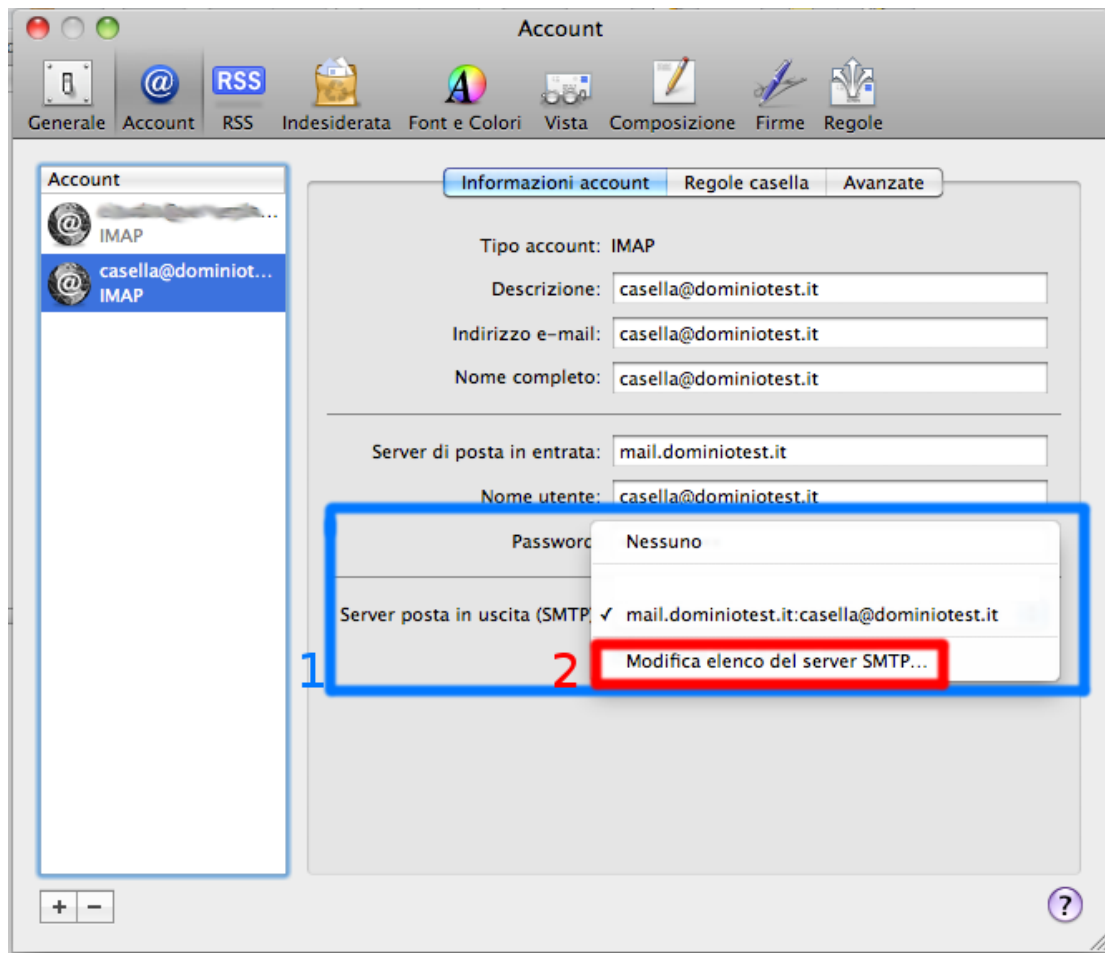 Account
RSS
Generale Account RSS Indesiderata Font e Colori Vista Composizione Firme Regole
Account
IMAP
casella@dominiot...
IMAP
Informazioni account Regole casella Avanzate
Tipo account: IMAP
Descrizione: casella@dominiotest.it
Indirizzo e-mail: casella@dominiotest.it
Nome completo: casella@dominiotest.it
Server di posta in entrata: mail.dominiotest.it
Nome utente: casella@dominiotest.it
Password
Nessuno
Server posta in uscita (SMTP) ✓ mail.dominiotest.it:casella@dominiotest.it
1
2
Modifica elenco del server SMTP...
+ −
?